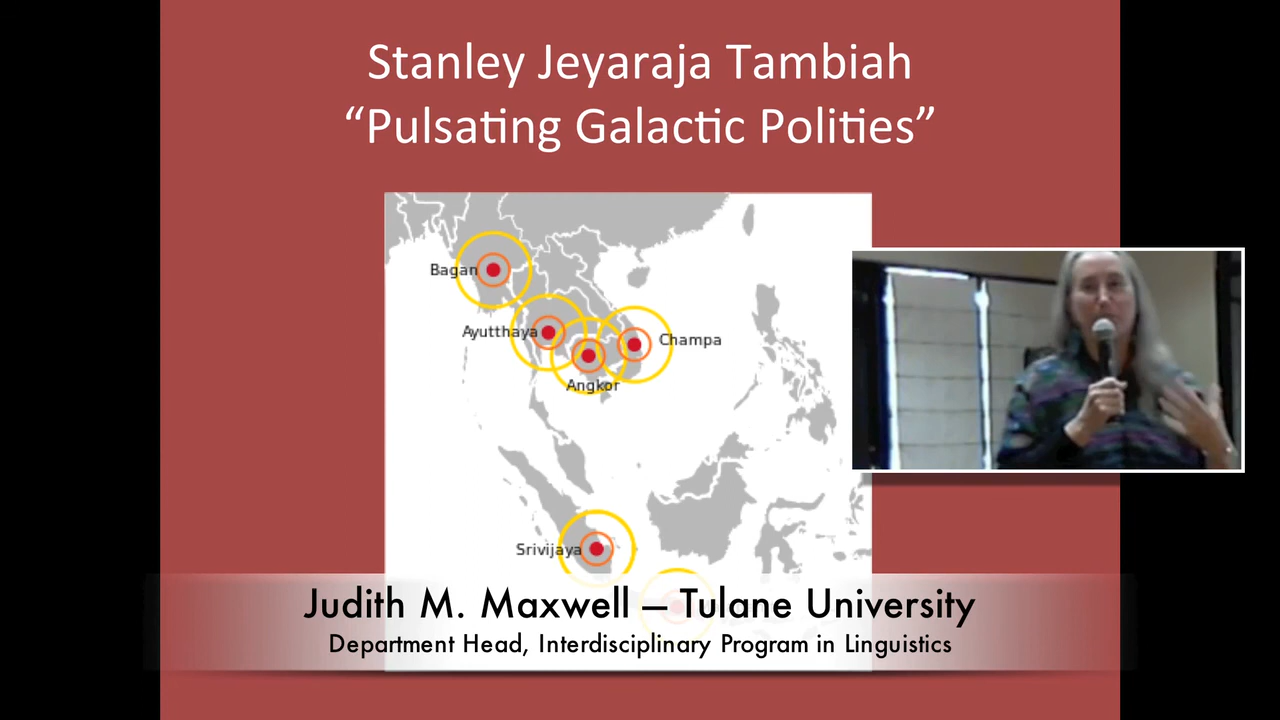 Stanley Jeyaraja Tambiah
“Pulsating Galactic Polities”
Bagan
Ayutthaya
Champa
Angkor
Srivijaya
Judith M. Maxwell – Tulane University
Department Head, Interdisciplinary Program in Linguistics